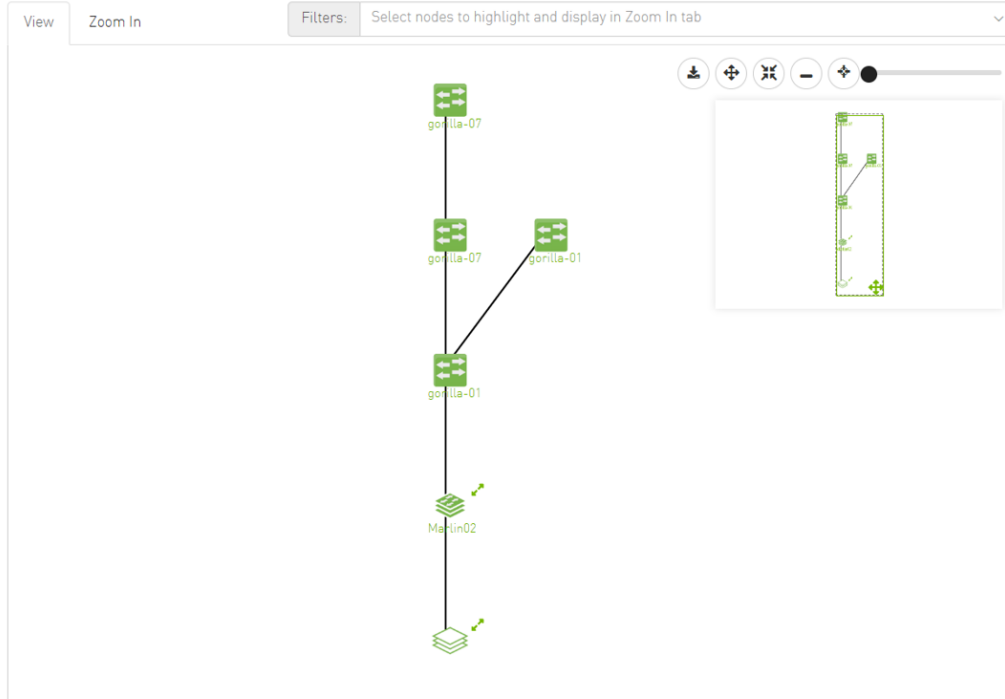 View
Zoom In
Filters:
Select nodes to highlight and display in Zoom In tab
gorilla-07
gorilla-07
gorilla-01
gorilla-01
Marlin02